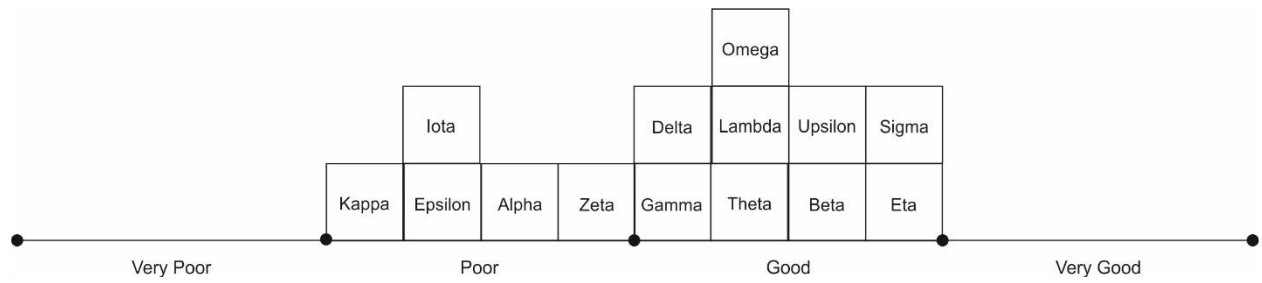 Omega
Iota Delta Lambda Upsilon Sigma
Kappa Epsilon Alpha Zeta Gamma Theta Beta Eta
Very Poor Poor Good Very Good